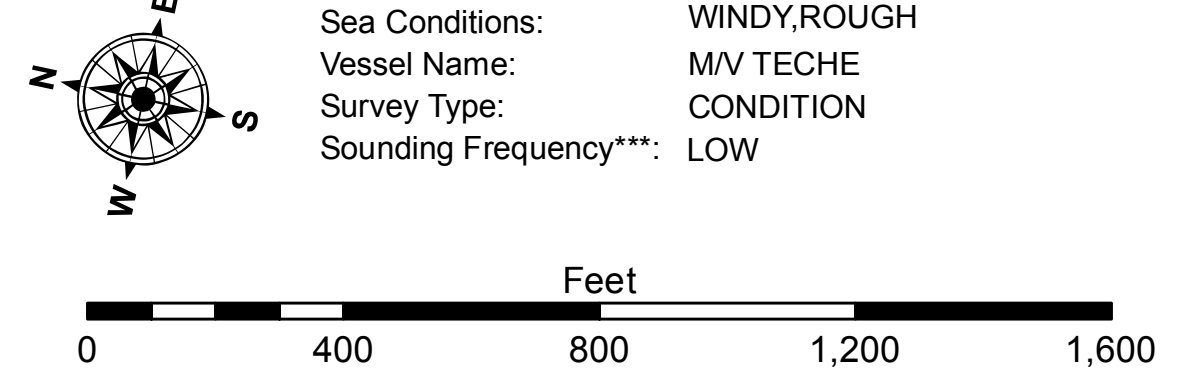 E
Sea Conditions: WINDY,ROUGH
N
Vessel Name: M/V TECHE
Survey Type: CONDITION
S
Sounding Frequency***: LOW
W
Feet
0 400 800 1,200 1,600